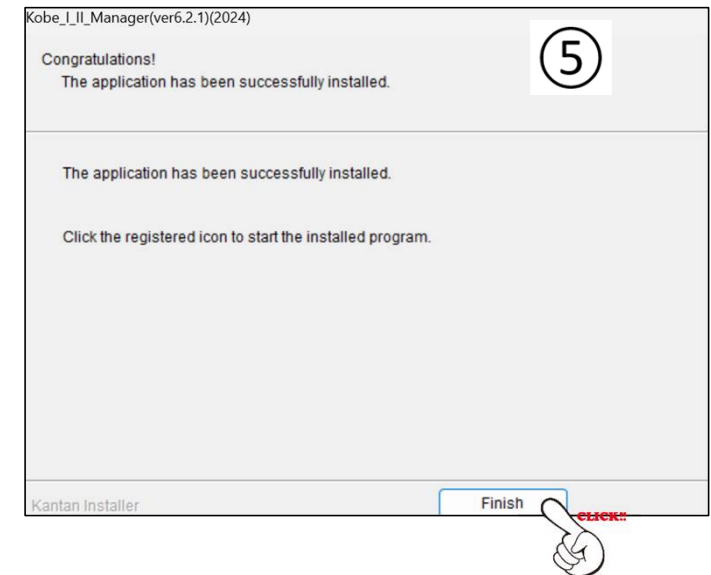 Kobe_I_II_Manager(ver6.2.1)(2024)
⑤
Congratulations!
The application has been successfully installed.
The application has been successfully installed.
Click the registered icon to start the installed program.
Kantan Installer
Finish
CLICK!!